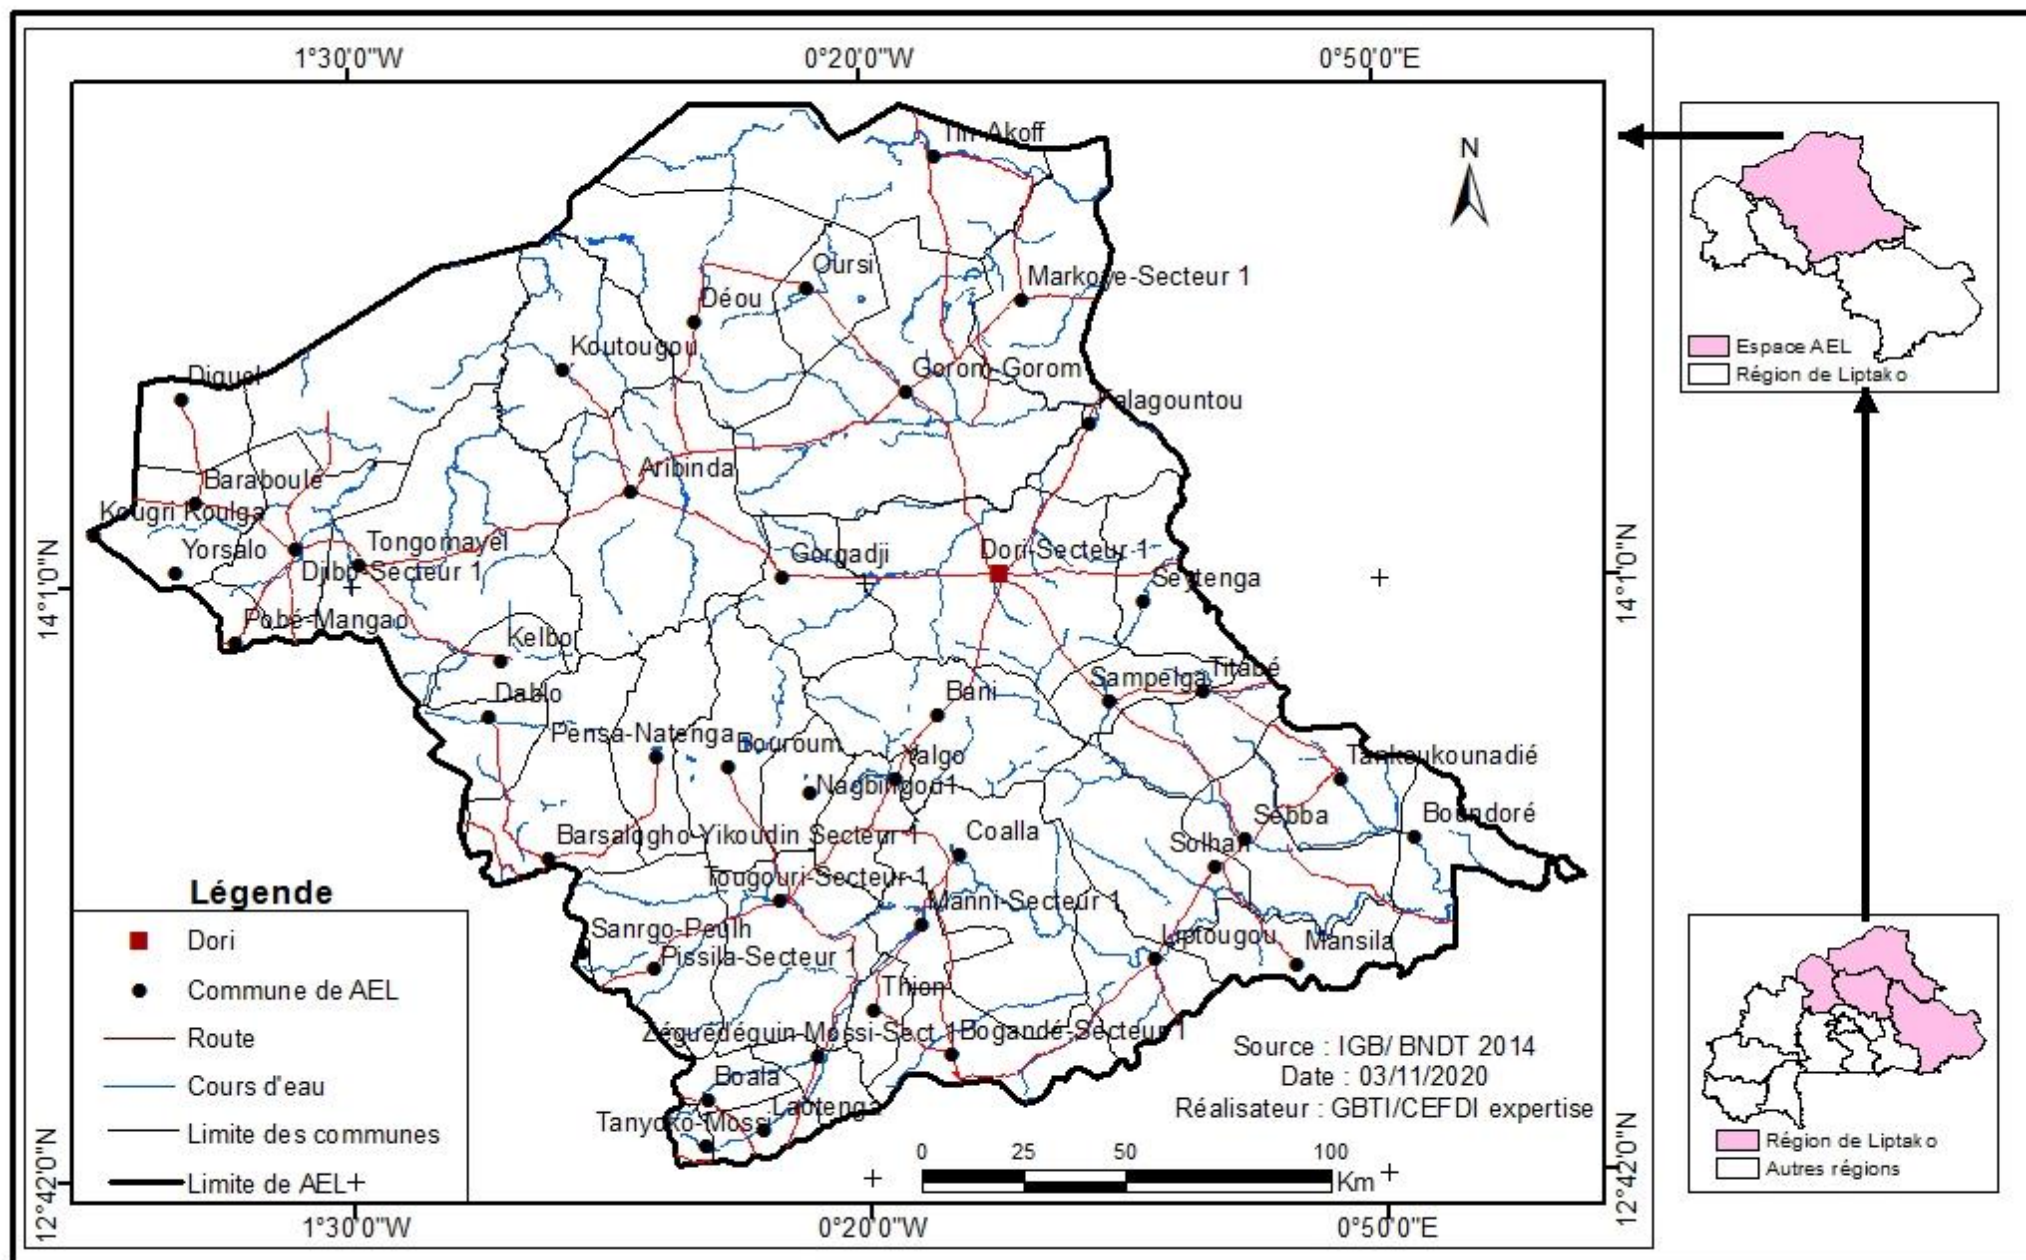 1°30'0"W
0°20'0"W
0°50'0"E
Tin-Akoff
N
Oursi
Markoye-Secteur 1
Déou
Koutougou
Gorom-Gorom
Diguel
Falagountou
Aribinda
Baraboulé
Kougri Koulga
Yorsalo
Tongomayel
Djibo-Secteur 1
Gorgadji
Dori-Secteur 1
Seytenga
14°1'0"N
14°1'0"N
Pobé-Mangao
Kelbo
Dablo
Bani
Sampelga
Titabé
Pensa-Natenga
Bouroum
Yalgo
Nagbingou1
Tankoukounadié
Barsalogho-Yikoudin Secteur 1
Coalla
Sebba
Solhan
Boundoré
Tougouri-Secteur 1
Manni-Secteur 1
Sanrgo-Peulh
Pissila-Secteur 1
Liptougou
Mansila
Thion
Zéguédéguin-Mossi-Sect.1
Bogandé-Secteur 1
Boala
Tanyoko-Mossi
Laotenga
Légende
Dori
Commune de AEL
Route
Cours d'eau
Limite des communes
Limite de AEL
Source : IGB/ BNDT 2014
Date : 03/11/2020
Réalisateur : GBTI/CEFDI expertise
0 25 50 100
Km
12°42'0"N
12°42'0"N
1°30'0"W
0°20'0"W
0°50'0"E
Espace AEL
Région de Liptako
Région de Liptako
Autres régions